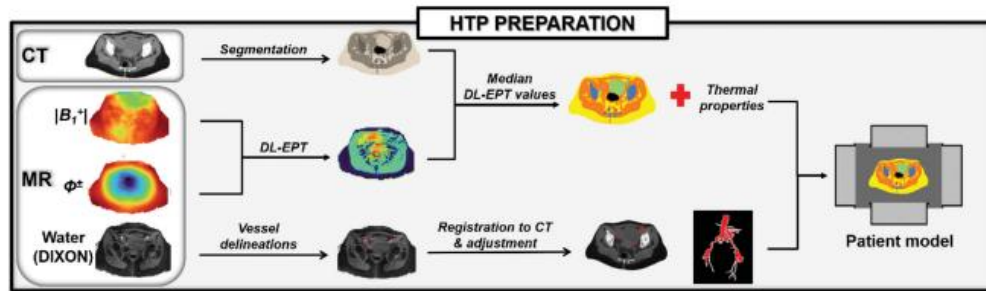 HTP PREPARATION
CT
Segmentation
Median
DL-EPT values
Thermal
properties
|B₁⁺|
DL-EPT
MR
Φ±
Water
(DIXON)
Vessel
delineations
Registration to CT
& adjustment
Patient model